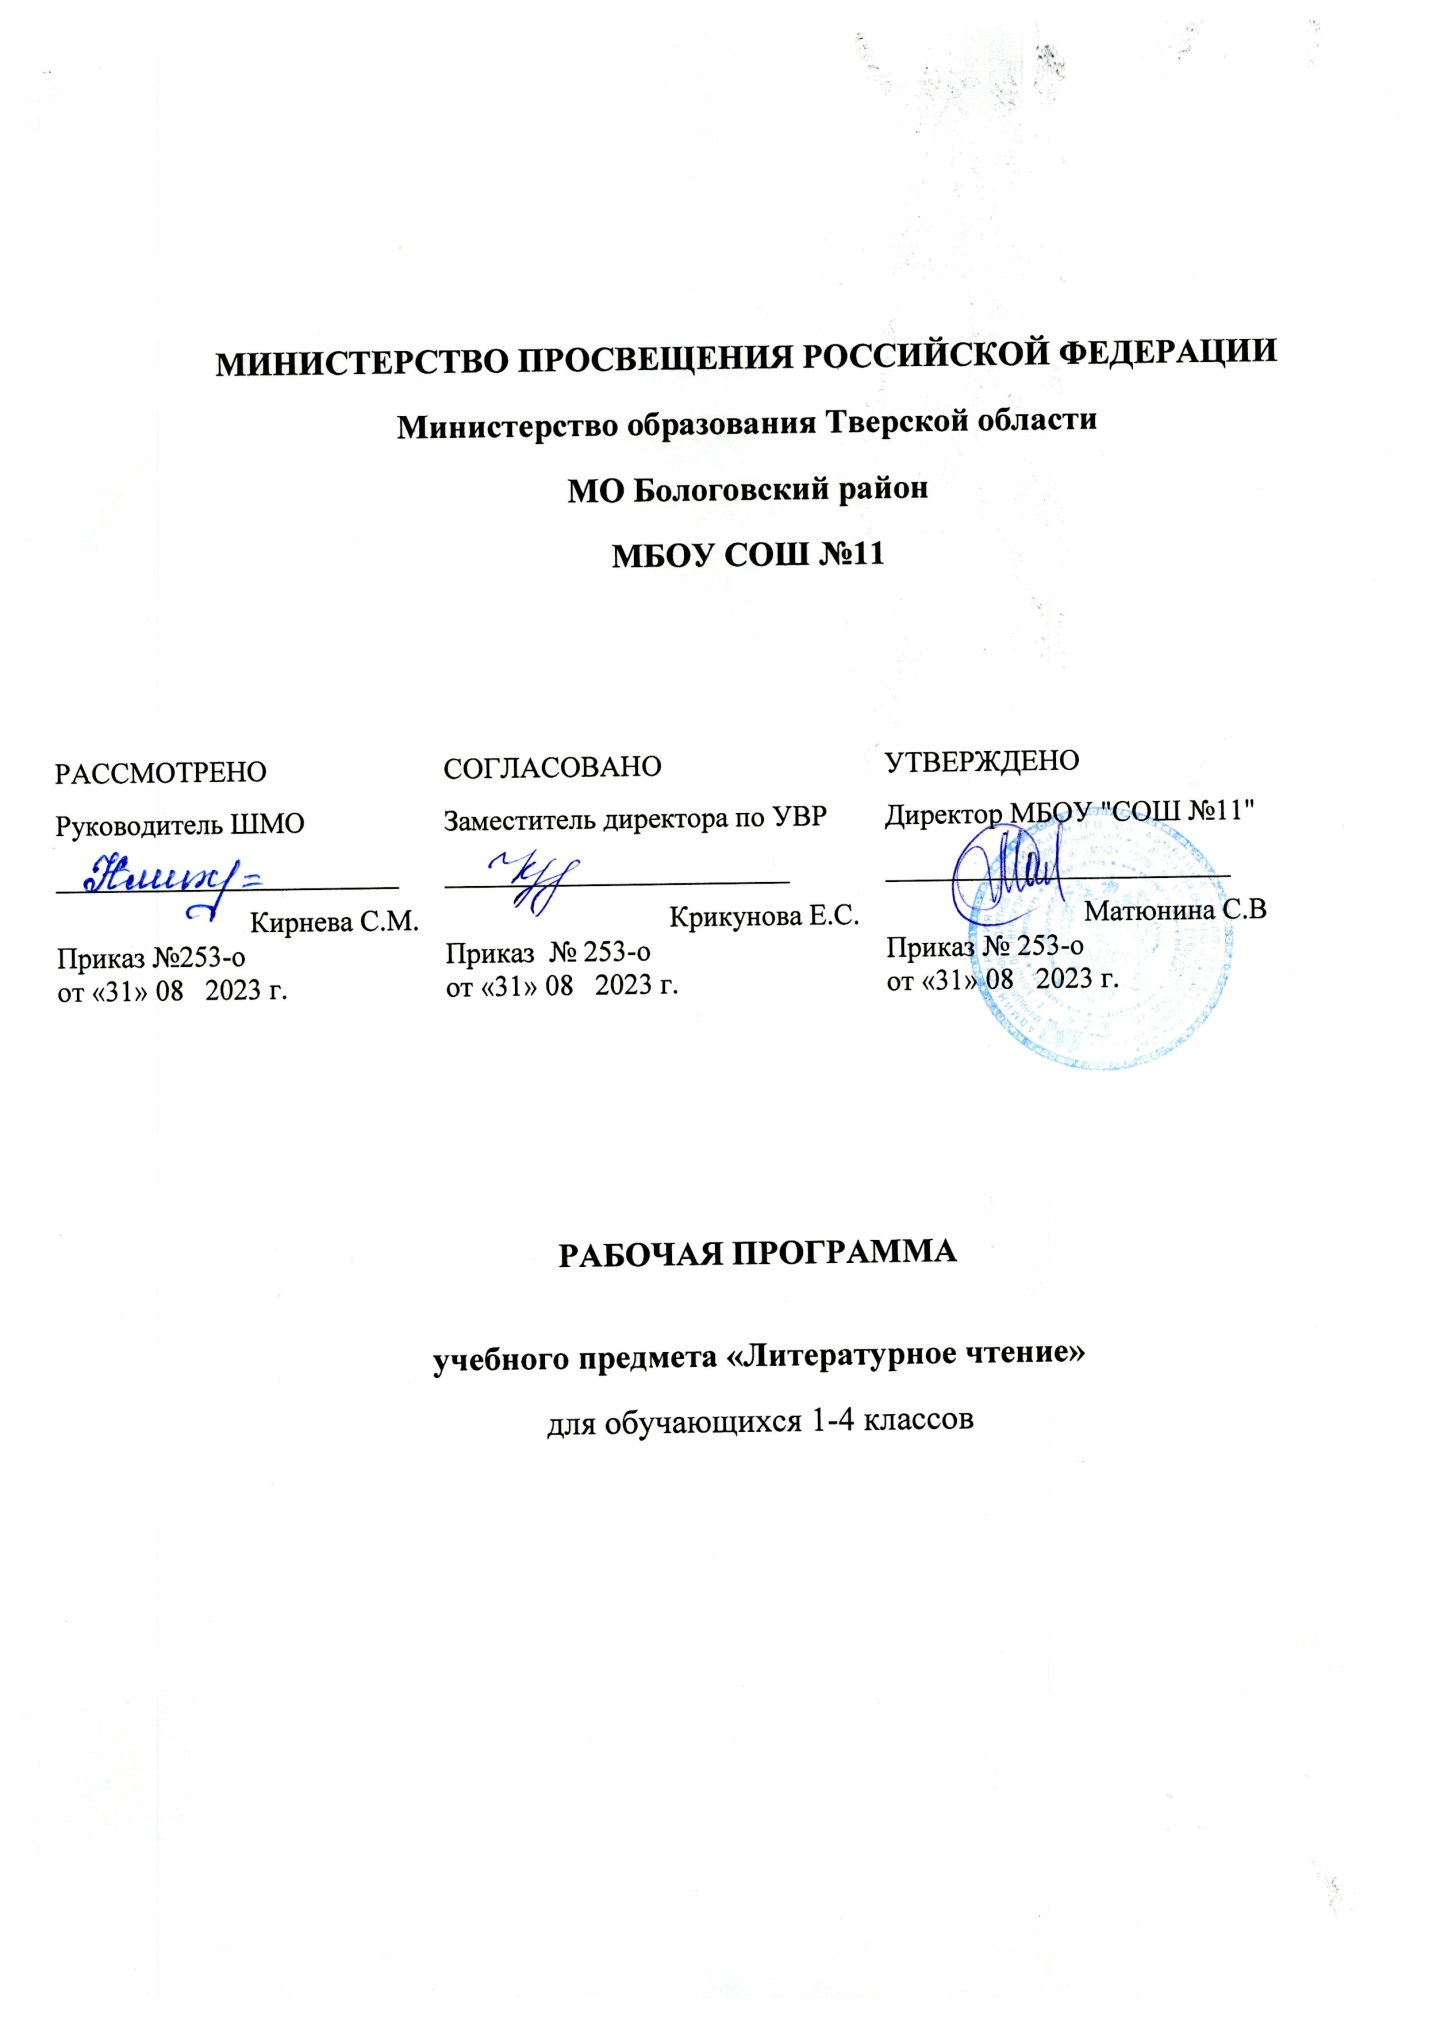 МИНИСТЕРСТВО ПРОСВЕЩЕНИЯ РОССИЙСКОЙ ФЕДЕРАЦИИ
Министерство образования Тверской области
МО Бологовский район
МБОУ СОШ №11
РАССМОТРЕНО
Руководитель ШМО
Кирнева С.М.
Приказ №253-о
от «31» 08 2023 г.
СОГЛАСОВАНО
Заместитель директора по УВР
Крикунова Е.С.
Приказ № 253-о
от «31» 08 2023 г.
УТВЕРЖДЕНО
Директор МБОУ "СОШ №11"
Матюнина С.В
Приказ № 253-о
от «31» 08 2023 г.
РАБОЧАЯ ПРОГРАММА
учебного предмета «Литературное чтение»
для обучающихся 1-4 классов